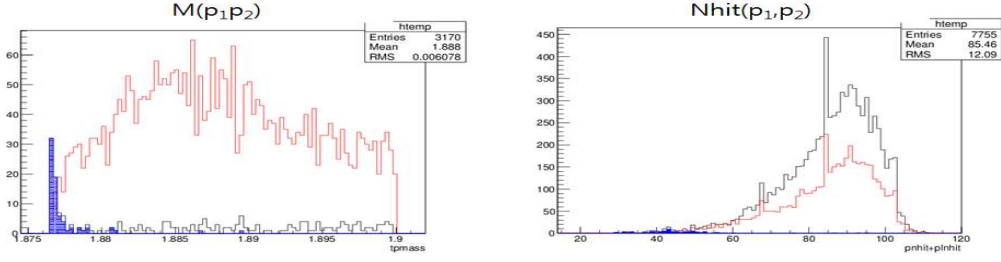 M(p₁p₂)
htemp
Entries 3170
Mean 1.888
RMS 0.006078
60
50
40
30
20
10
0
1.875 1.88 1.885 1.89 1.895 1.9
tpmass
Nhit(p₁,p₂)
htemp
Entries 7755
Mean 85.46
RMS 12.09
450
400
350
300
250
200
150
100
50
0
20 40 60 80 100 120
pnhit+plnhit